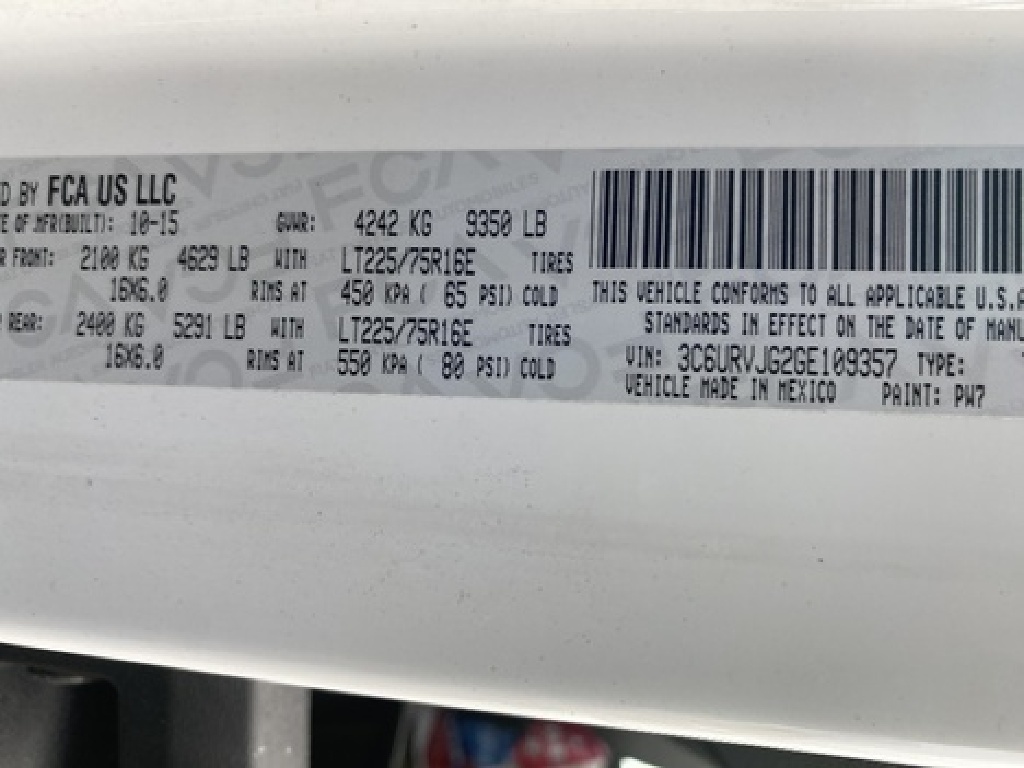 ED BY FCA US LLC
TE OF MFR(BUILT): 10-15 GVWR: 4242 KG 9350 LB
R FRONT: 2100 KG 4629 LB WITH LT225/75R16E TIRES
16X6.0 RIMS AT 450 KPA ( 65 PSI) COLD
REAR: 2400 KG 5291 LB WITH LT225/75R16E TIRES
16X6.0 RIMS AT 550 KPA ( 80 PSI) COLD
THIS VEHICLE CONFORMS TO ALL APPLICABLE U.S.A
STANDARDS IN EFFECT ON THE DATE OF MANU
VIN: 3C6URVJG2GE109357 TYPE:
VEHICLE MADE IN MEXICO PAINT: PW7